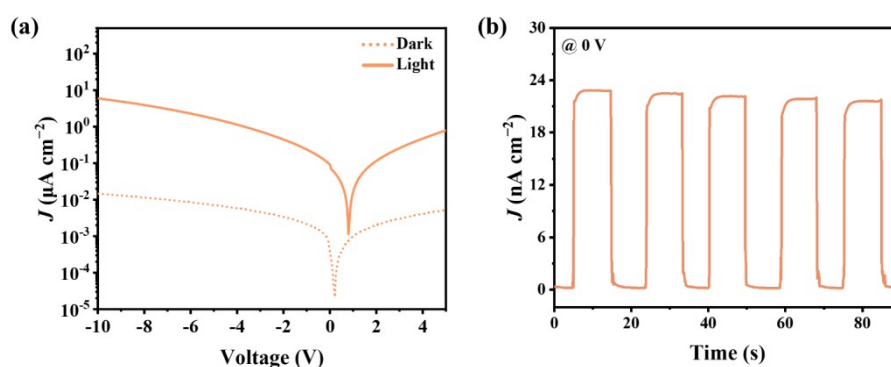 (a)
Dark
Light
10²
10¹
10⁰
10⁻¹
10⁻²
10⁻³
10⁻⁴
10⁻⁵
J (μA cm⁻²)
-10 -8 -6 -4 -2 0 2 4
Voltage (V)
(b)
@ 0 V
30
24
18
12
6
0
J (nA cm⁻²)
0 20 40 60 80
Time (s)